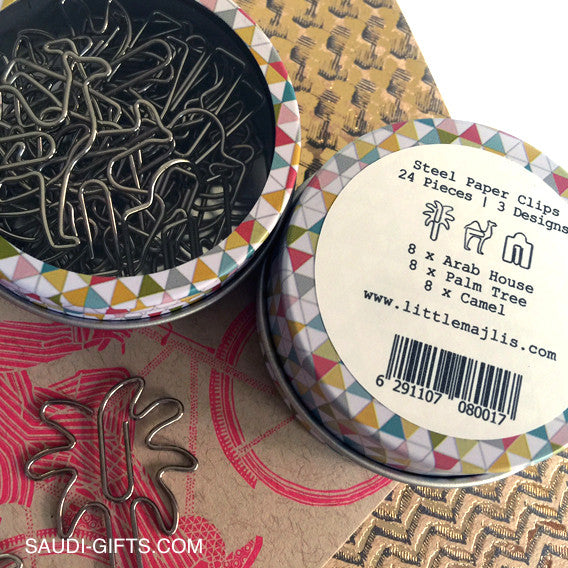 Steel Paper Clips
24 Pieces | 3 Designs
8 x Arab House
8 x Palm Tree
8 x Camel
www.littlemajlis.com
6 291107 080017
SAUDI-GIFTS.COM